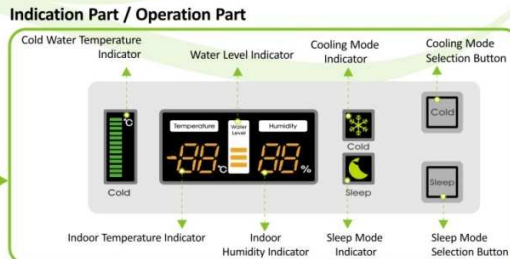 Indication Part / Operation Part
Cold Water Temperature
Indicator
Water Level Indicator
Cooling Mode
Indicator
Cooling Mode
Selection Button
°C
Cold
Temperature
Water
Level
Humidity
-88 °C
88 %
Cold
Sleep
Cold
Sleep
Indoor Temperature Indicator
Indoor
Humidity Indicator
Sleep Mode
Indicator
Sleep Mode
Selection Button